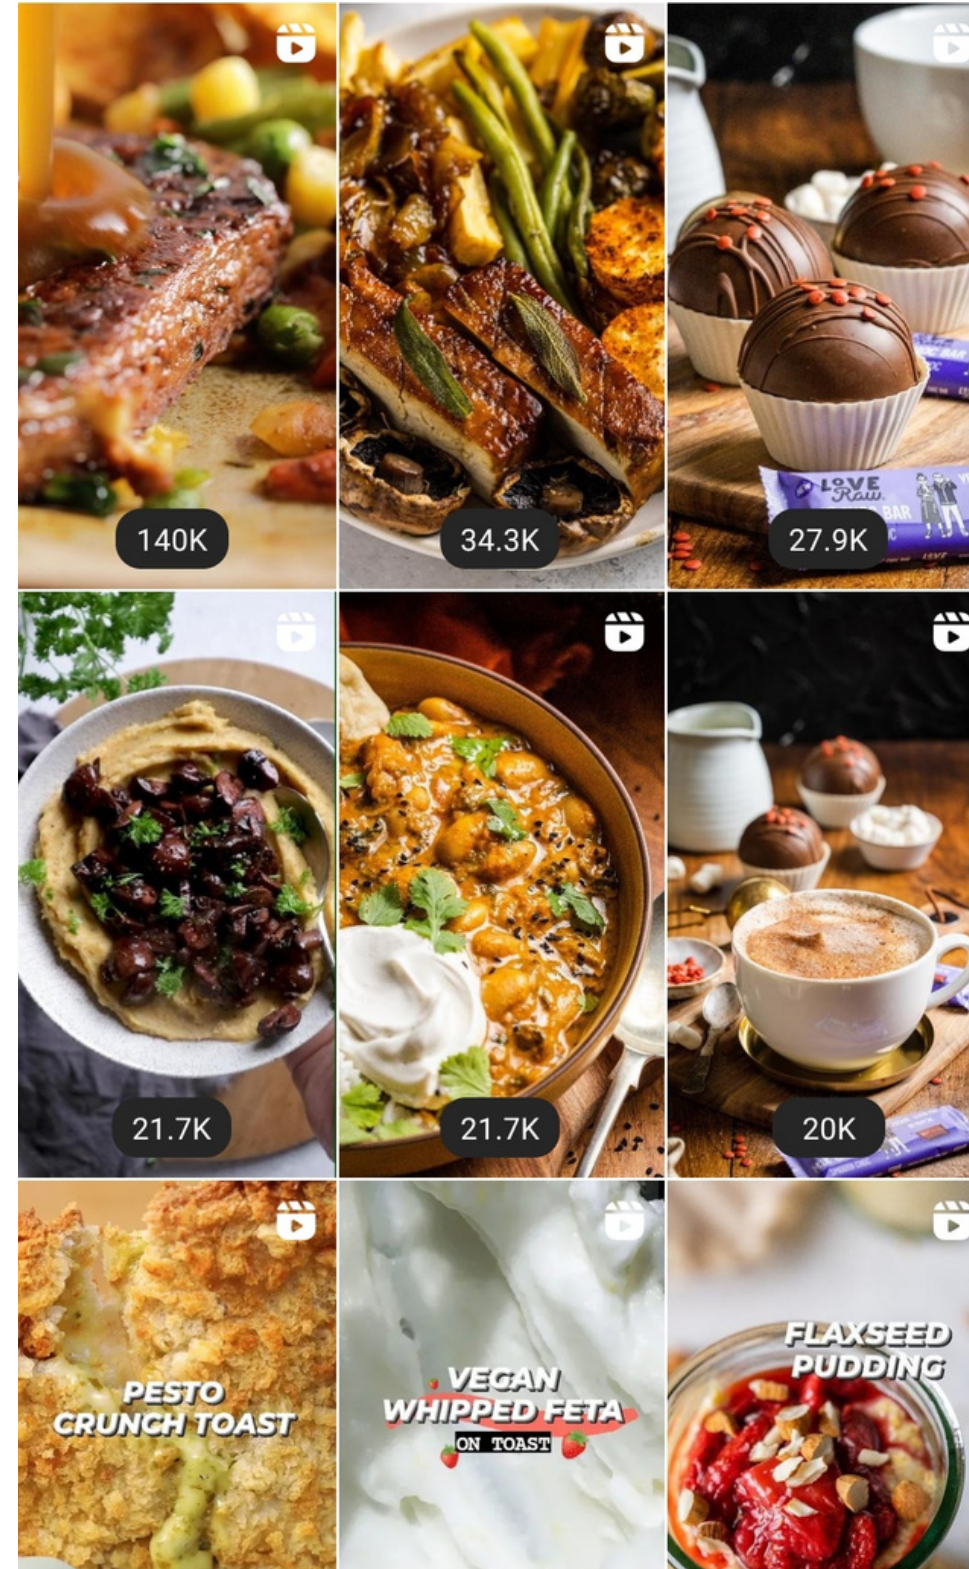 140K
34.3K
LOVE
Raw.
BAR
27.9K
21.7K
21.7K
20K
PESTO
CRUNCH TOAST
VEGAN
WHIPPED FETA
ON TOAST
FLAXSEED
PUDDING